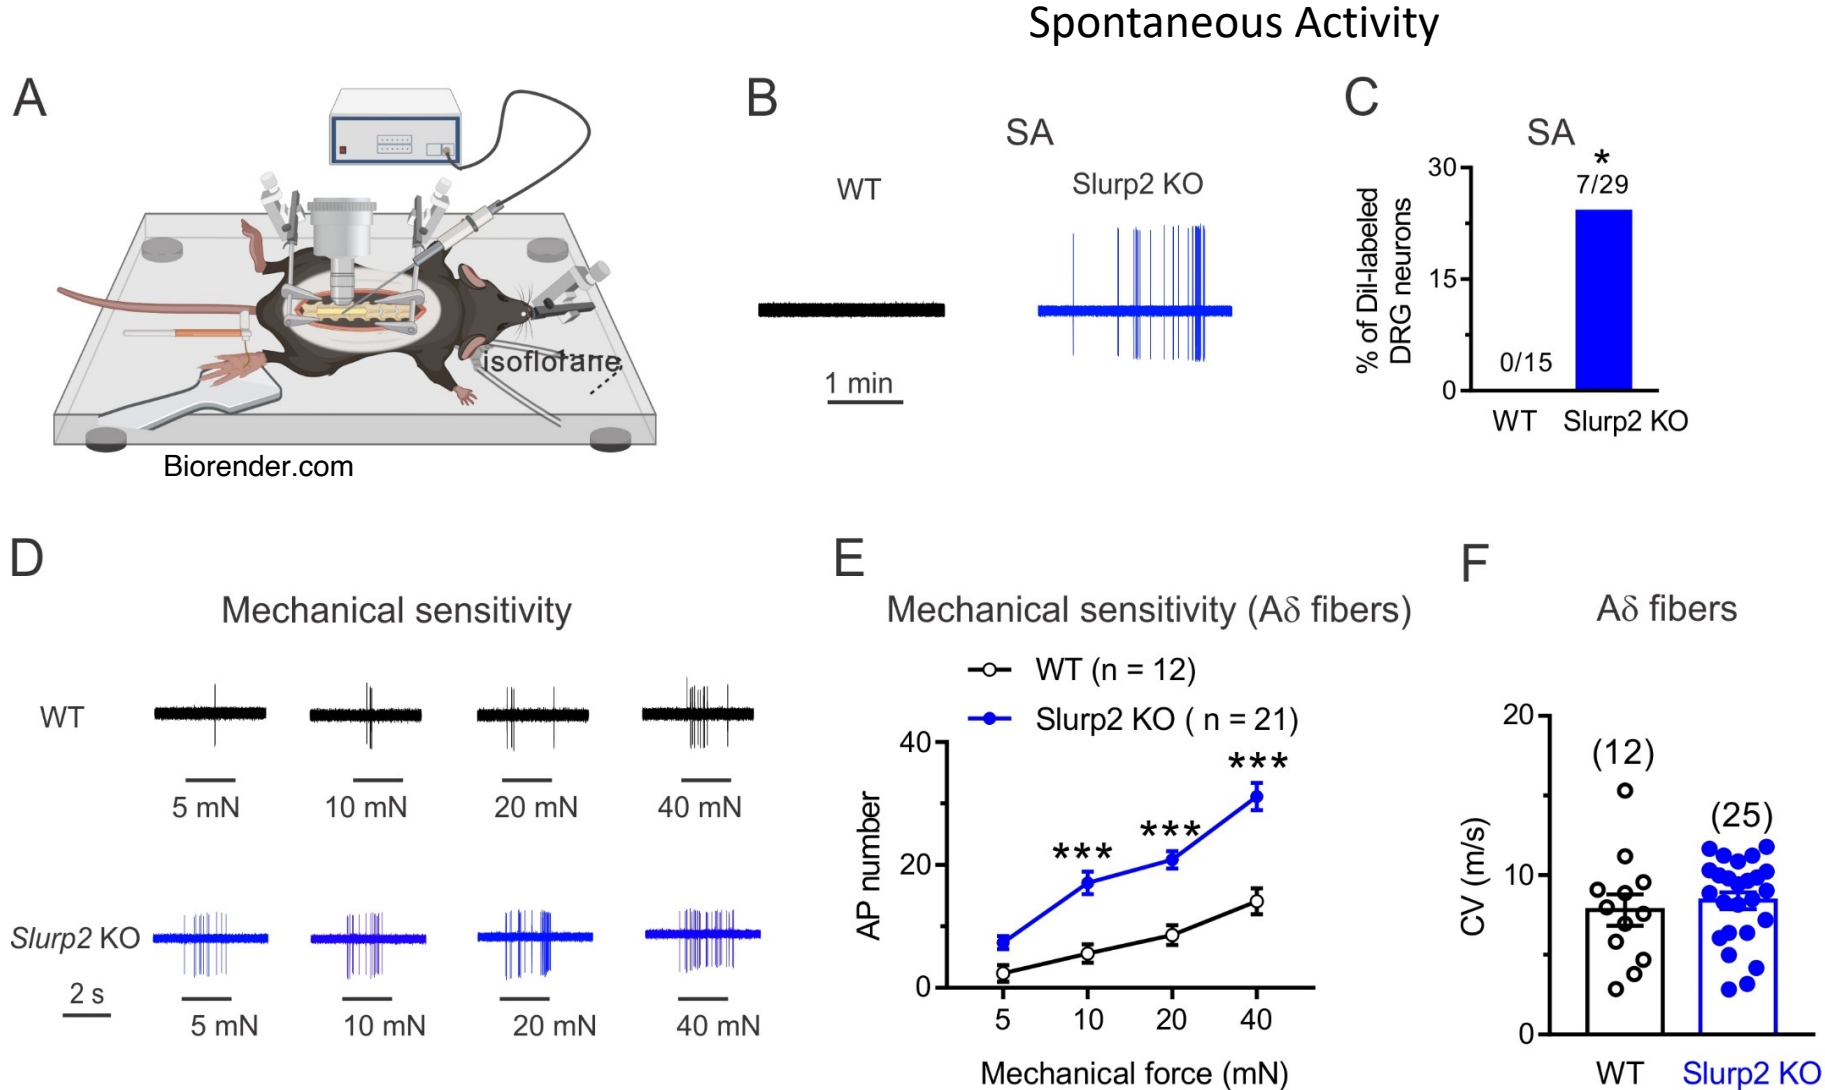 Spontaneous Activity
A
isoflorane
Biorender.com
B
SA
WT
Slurp2 KO
1 min
C
SA
*
7/29
0/15
% of Dil-labeled
DRG neurons
30
15
0
WT
Slurp2 KO
D
Mechanical sensitivity
WT
5 mN
10 mN
20 mN
40 mN
Slurp2 KO
2 s
5 mN
10 mN
20 mN
40 mN
E
Mechanical sensitivity (Aδ fibers)
WT (n = 12)
Slurp2 KO ( n = 21)
***
***
***
AP number
40
20
0
5
10
20
40
Mechanical force (mN)
F
Aδ fibers
(12)
(25)
CV (m/s)
20
10
0
WT
Slurp2 KO